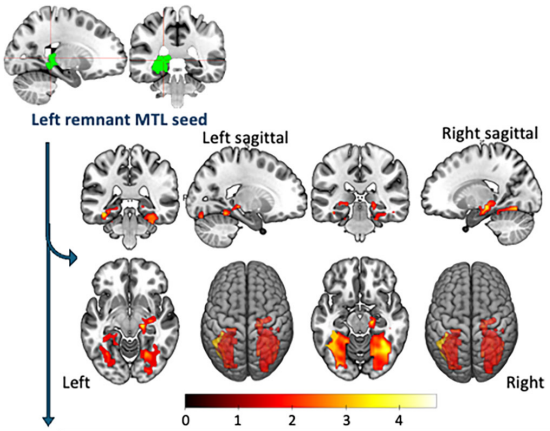 Left remnant MTL seed
Left sagittal
Right sagittal
Left
Right
0 1 2 3 4